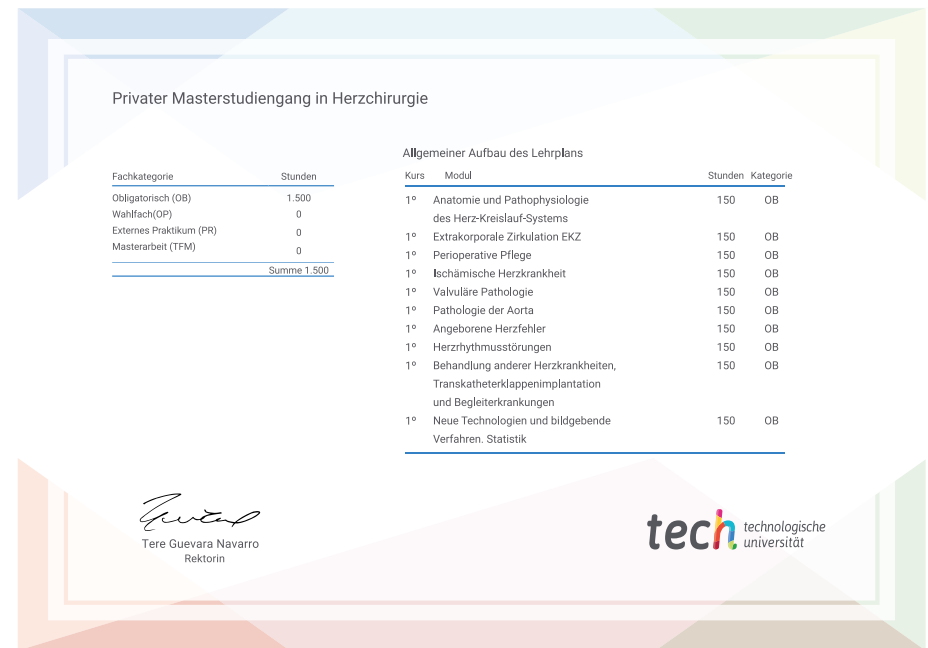 Privater Masterstudiengang in Herzchirurgie
Fachkategorie Stunden
Obligatorisch (OB) 1.500
Wahlfach(OP) 0
Externes Praktikum (PR) 0
Masterarbeit (TFM) 0
Summe 1.500
Allgemeiner Aufbau des Lehrplans
Kurs Modul Stunden Kategorie
1º Anatomie und Pathophysiologie 150 OB
des Herz-Kreislauf-Systems
1º Extrakorporale Zirkulation EKZ 150 OB
1º Perioperative Pflege 150 OB
1º Ischämische Herzkrankheit 150 OB
1º Valvuläre Pathologie 150 OB
1º Pathologie der Aorta 150 OB
1º Angeborene Herzfehler 150 OB
1º Herzrhythmusstörungen 150 OB
1º Behandlung anderer Herzkrankheiten, 150 OB
Transkatheterklappenimplantation
und Begleiterkrankungen
1º Neue Technologien und bildgebende 150 OB
Verfahren. Statistik
Tere Guevara Navarro
Rektorin
tech technologische
universität